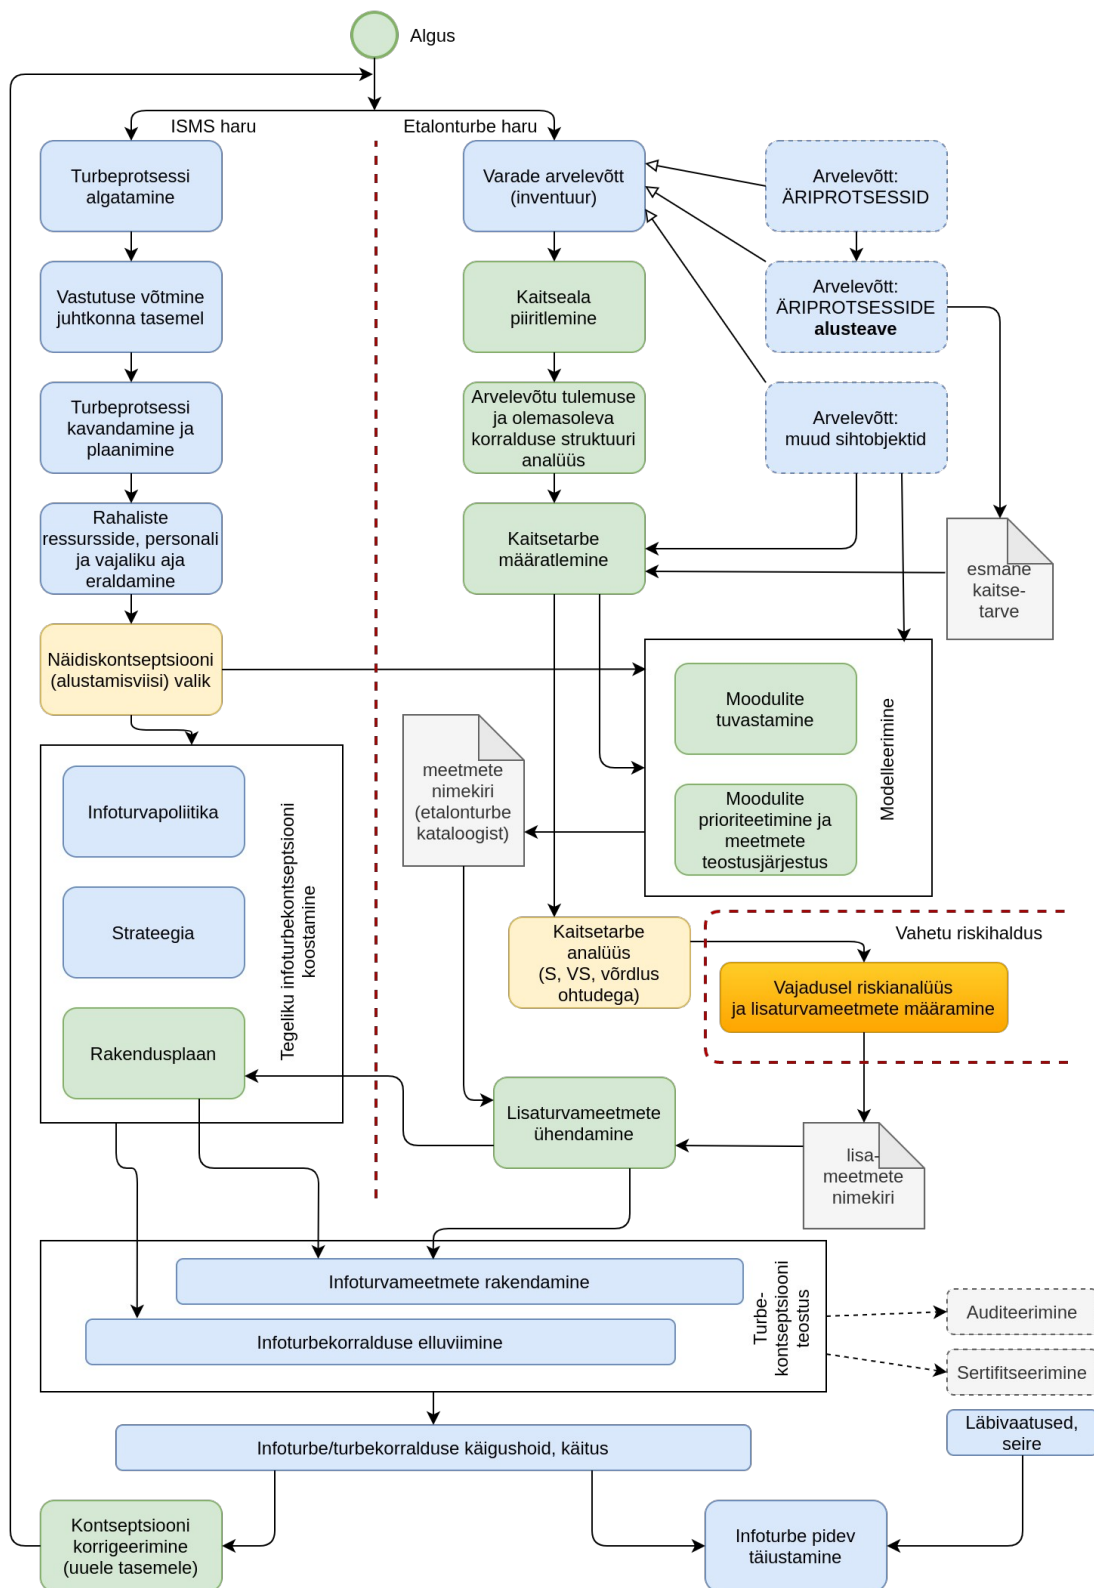 Algus
ISMS haru
Etalonturbe haru
Turbeprotsessi
algatamine
Varade arvelevõtt
(inventuur)
Arvelevõtt:
ÄRIPROTSESSID
Vastutuse võtmine
juhtkonna tasemel
Kaitseala
piiritlemine
Arvelevõtt:
ÄRIPROTSESSIDE
alusteave
Turbeprotsessi
kavandamine ja
plaanimine
Arvelevõtu tulemuse
ja olemasoleva
korralduse struktuuri
analüüs
Arvelevõtt:
muud sihtobjektid
Rahaliste
ressursside, personali
ja vajaliku aja
eraldamine
Kaitsetarbe
määratlemine
esmane
kaitse-
tarve
Näidiskontseptsiooni
(alustamisviisi) valik
Moodulite
tuvastamine
Modelleerimine
Moodulite
prioriteetimine ja
meetmete
teostusjärjestus
meetmete
nimekiri
(etalonturbe
kataloogist)
Infoturvapoliitika
Strateegia
Rakendusplaan
Tegeliku infoturbekontseptsiooni
koostamine
Kaitsetarbe
analüüs
(S, VS, võrdlus
ohtudega)
Vahetu riskihaldus
Vajadusel riskianalüüs
ja lisaturvameetmete määramine
Lisaturvameetmete
ühendamine
lisa-
meetmete
nimekiri
Infoturvameetmete rakendamine
Infoturbekorralduse elluviimine
Turbe-
kontseptsiooni
teostus
Auditeerimine
Sertifitseerimine
Läbivaatused,
seire
Infoturbe/turbekorralduse käigushoid, käitus
Kontseptsiooni
korrigeerimine
(uuele tasemele)
Infoturbe pidev
täiustamine